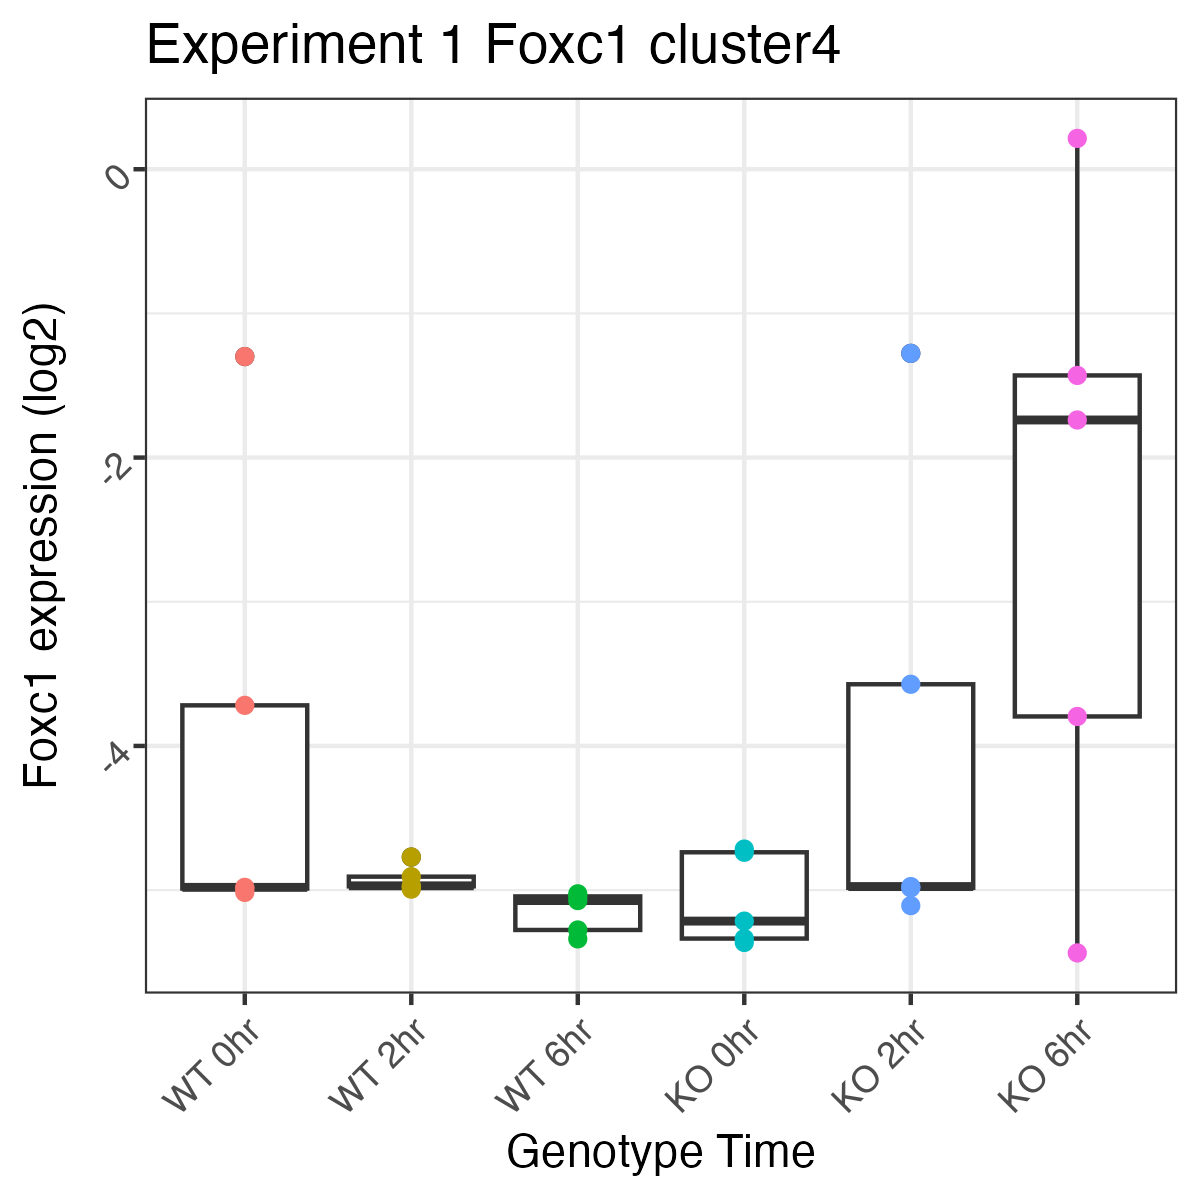 Experiment 1 Foxc1 cluster4
Foxc1 expression (log2)
0
-2
-4
WT 0hr
WT 2hr
WT 6hr
KO 0hr
KO 2hr
KO 6hr
Genotype Time